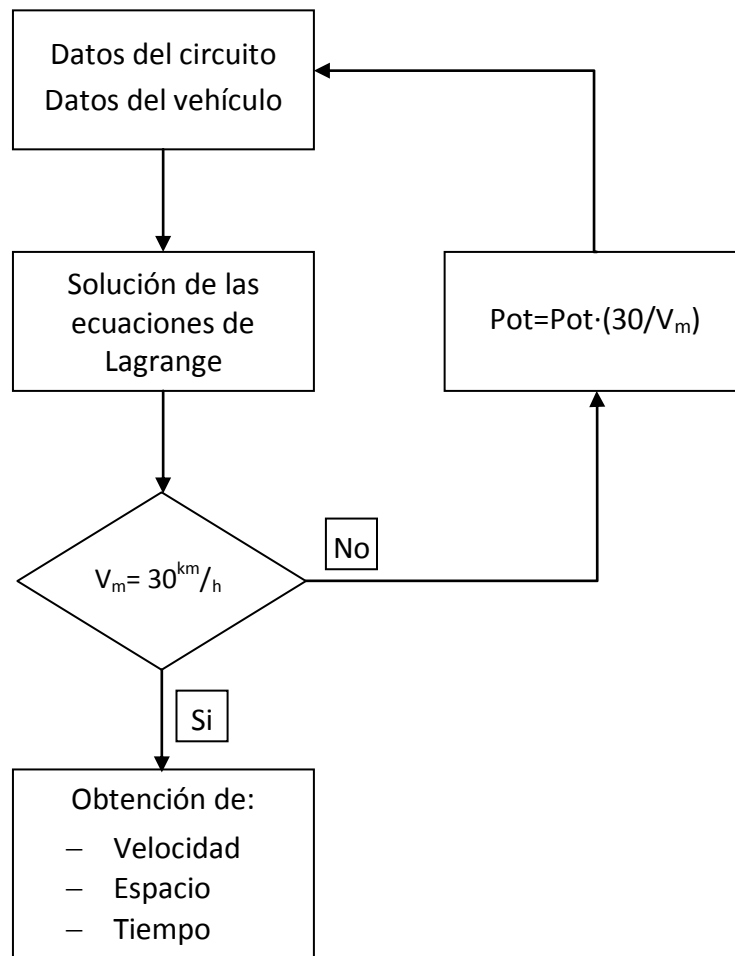 Datos del circuito
Datos del vehículo
Solución de las
ecuaciones de
Lagrange
Pot=Pot·(30/Vm)
No
Vm= 30km/h
Si
Obtención de:
– Velocidad
– Espacio
– Tiempo